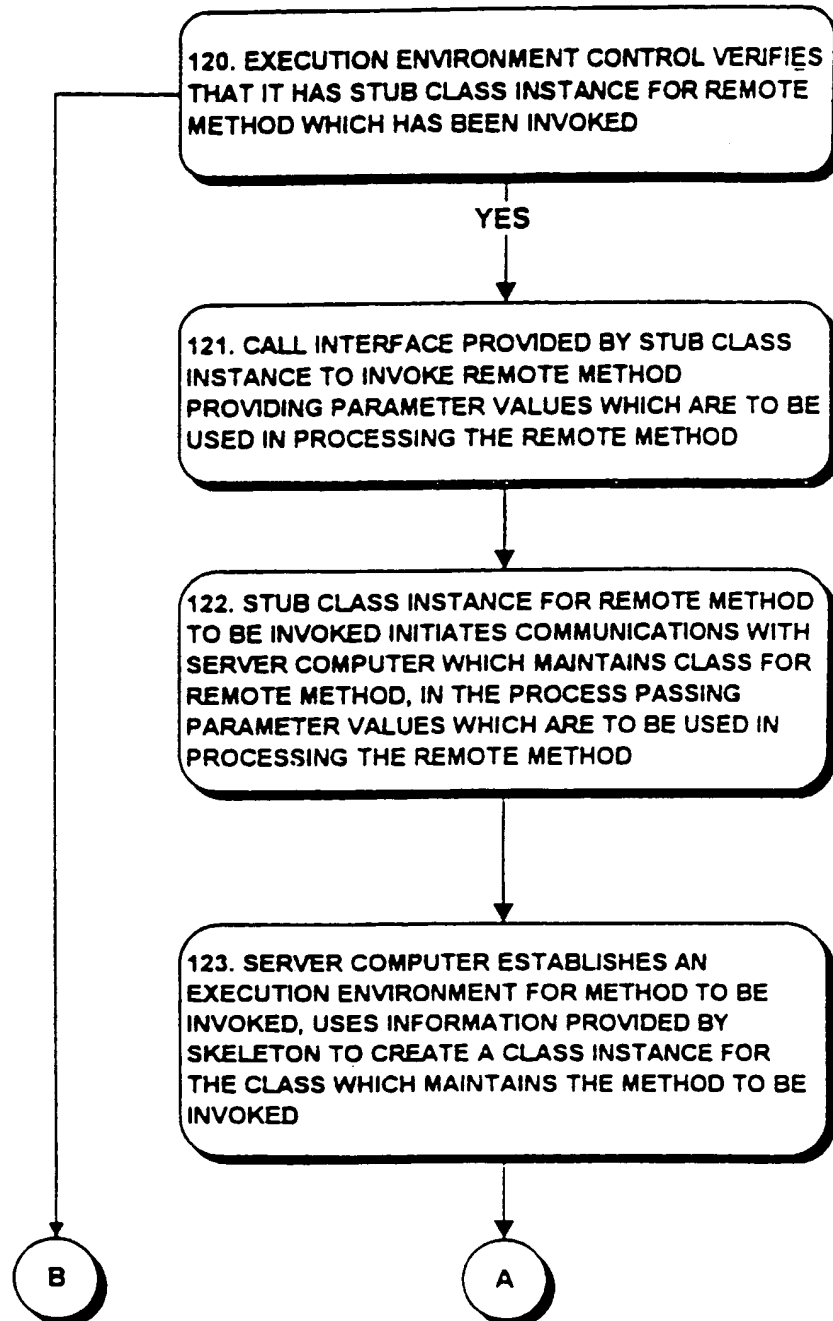 120. EXECUTION ENVIRONMENT CONTROL VERIFIES
THAT IT HAS STUB CLASS INSTANCE FOR REMOTE
METHOD WHICH HAS BEEN INVOKED
YES
121. CALL INTERFACE PROVIDED BY STUB CLASS
INSTANCE TO INVOKE REMOTE METHOD
PROVIDING PARAMETER VALUES WHICH ARE TO BE
USED IN PROCESSING THE REMOTE METHOD
122. STUB CLASS INSTANCE FOR REMOTE METHOD
TO BE INVOKED INITIATES COMMUNICATIONS WITH
SERVER COMPUTER WHICH MAINTAINS CLASS FOR
REMOTE METHOD, IN THE PROCESS PASSING
PARAMETER VALUES WHICH ARE TO BE USED IN
PROCESSING THE REMOTE METHOD
123. SERVER COMPUTER ESTABLISHES AN
EXECUTION ENVIRONMENT FOR METHOD TO BE
INVOKED, USES INFORMATION PROVIDED BY
SKELETON TO CREATE A CLASS INSTANCE FOR
THE CLASS WHICH MAINTAINS THE METHOD TO BE
INVOKED
B
A